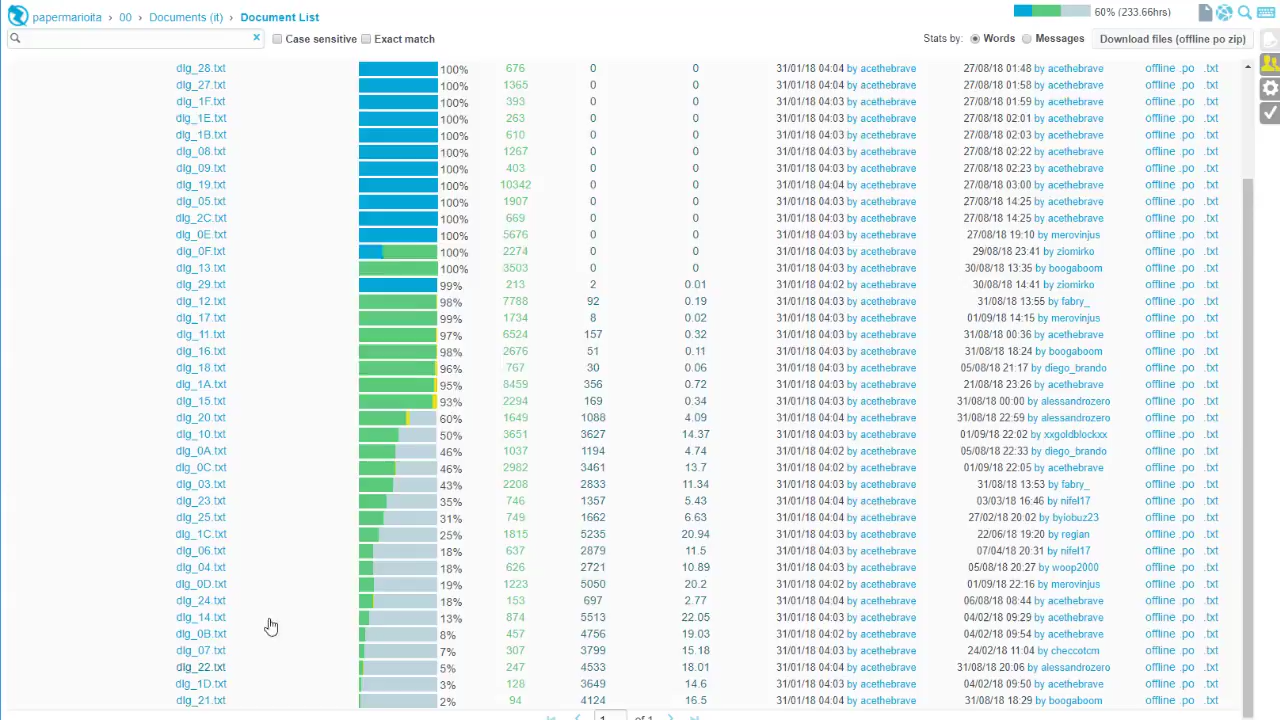 papermarioita › 00 › Documents (it) › Document List
60% (233.66hrs)
Case sensitive Exact match Stats by: Words Messages Download files (offline po zip)
dlg_28.txt 100% 676 0 0 31/01/18 04:04 by acethebrave 27/08/18 01:48 by acethebrave offline .po .txt
dlg_27.txt 100% 1365 0 0 31/01/18 04:04 by acethebrave 27/08/18 01:58 by acethebrave offline .po .txt
dlg_1F.txt 100% 393 0 0 31/01/18 04:04 by acethebrave 27/08/18 01:59 by acethebrave offline .po .txt
dlg_1E.txt 100% 263 0 0 31/01/18 04:03 by acethebrave 27/08/18 02:01 by acethebrave offline .po .txt
dlg_1B.txt 100% 610 0 0 31/01/18 04:03 by acethebrave 27/08/18 02:03 by acethebrave offline .po .txt
dlg_08.txt 100% 1267 0 0 31/01/18 04:03 by acethebrave 27/08/18 02:22 by acethebrave offline .po .txt
dlg_09.txt 100% 403 0 0 31/01/18 04:03 by acethebrave 27/08/18 02:23 by acethebrave offline .po .txt
dlg_19.txt 100% 10342 0 0 31/01/18 04:04 by acethebrave 27/08/18 03:00 by acethebrave offline .po .txt
dlg_05.txt 100% 1907 0 0 31/01/18 04:03 by acethebrave 27/08/18 14:25 by acethebrave offline .po .txt
dlg_2C.txt 100% 669 0 0 31/01/18 04:03 by acethebrave 27/08/18 14:25 by acethebrave offline .po .txt
dlg_0E.txt 100% 5676 0 0 31/01/18 04:03 by acethebrave 27/08/18 19:10 by merovinjus offline .po .txt
dlg_0F.txt 100% 2274 0 0 31/01/18 04:03 by acethebrave 29/08/18 23:41 by ziomirko offline .po .txt
dlg_13.txt 100% 3503 0 0 31/01/18 04:03 by acethebrave 30/08/18 13:35 by boogaboom offline .po .txt
dlg_29.txt 99% 213 2 0.01 31/01/18 04:02 by acethebrave 30/08/18 14:41 by ziomirko offline .po .txt
dlg_12.txt 98% 7788 92 0.19 31/01/18 04:04 by acethebrave 31/08/18 13:55 by fabry_ offline .po .txt
dlg_17.txt 99% 1734 8 0.02 31/01/18 04:03 by acethebrave 01/09/18 14:15 by merovinjus offline .po .txt
dlg_11.txt 97% 6524 157 0.32 31/01/18 04:03 by acethebrave 31/08/18 00:36 by acethebrave offline .po .txt
dlg_16.txt 98% 2676 51 0.11 31/01/18 04:04 by acethebrave 31/08/18 18:24 by boogaboom offline .po .txt
dlg_18.txt 96% 767 30 0.06 31/01/18 04:03 by acethebrave 05/08/18 21:17 by diego_brando offline .po .txt
dlg_1A.txt 95% 8459 356 0.72 31/01/18 04:04 by acethebrave 21/08/18 23:26 by acethebrave offline .po .txt
dlg_15.txt 93% 2294 169 0.34 31/01/18 04:03 by acethebrave 31/08/18 00:00 by alessandrozero offline .po .txt
dlg_20.txt 60% 1649 1088 4.09 31/01/18 04:04 by acethebrave 31/08/18 22:59 by alessandrozero offline .po .txt
dlg_10.txt 50% 3651 3627 14.37 31/01/18 04:03 by acethebrave 01/09/18 22:02 by xxgoldblockxx offline .po .txt
dlg_0A.txt 46% 1037 1194 4.74 31/01/18 04:02 by acethebrave 05/08/18 22:33 by diego_brando offline .po .txt
dlg_0C.txt 46% 2982 3461 13.7 31/01/18 04:02 by acethebrave 01/09/18 22:05 by acethebrave offline .po .txt
dlg_03.txt 43% 2208 2833 11.34 31/01/18 04:04 by acethebrave 31/08/18 13:53 by fabry_ offline .po .txt
dlg_23.txt 35% 746 1357 5.43 31/01/18 04:04 by acethebrave 03/03/18 16:46 by nifel17 offline .po .txt
dlg_25.txt 31% 749 1662 6.63 31/01/18 04:03 by acethebrave 27/02/18 20:02 by byiobuz23 offline .po .txt
dlg_1C.txt 25% 1815 5235 20.94 31/01/18 04:03 by acethebrave 22/06/18 19:20 by regian offline .po .txt
dlg_06.txt 18% 637 2879 11.5 31/01/18 04:03 by acethebrave 07/04/18 20:31 by nifel17 offline .po .txt
dlg_04.txt 18% 626 2721 10.89 31/01/18 04:04 by acethebrave 05/08/18 20:27 by woop2000 offline .po .txt
dlg_0D.txt 19% 1223 5050 20.2 31/01/18 04:02 by acethebrave 01/09/18 22:16 by merovinjus offline .po .txt
dlg_24.txt 18% 153 697 2.77 31/01/18 04:04 by acethebrave 06/08/18 08:44 by acethebrave offline .po .txt
dlg_14.txt 13% 874 5513 22.05 31/01/18 04:03 by acethebrave 04/02/18 09:29 by acethebrave offline .po .txt
dlg_0B.txt 8% 457 4756 19.03 31/01/18 04:02 by acethebrave 04/02/18 09:54 by acethebrave offline .po .txt
dlg_07.txt 7% 307 3799 15.18 31/01/18 04:03 by acethebrave 24/02/18 11:04 by checcotcm offline .po .txt
dlg_22.txt 5% 247 4533 18.01 31/01/18 04:04 by acethebrave 31/08/18 20:06 by alessandrozero offline .po .txt
dlg_1D.txt 3% 128 3649 14.6 31/01/18 04:03 by acethebrave 04/02/18 09:50 by acethebrave offline .po .txt
dlg_21.txt 2% 94 4124 16.5 31/01/18 04:03 by acethebrave 31/08/18 18:29 by boogaboom offline .po .txt
1 of 1